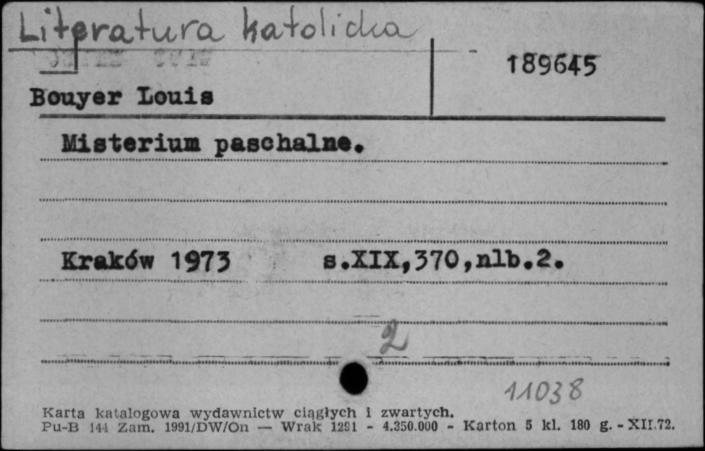 Literatura katolicka
189645
Bouyer Louis
Misterium paschalne.
Kraków 1973 s.XIX,370,nlb.2.
2
11038
Karta katalogowa wydawnictw ciągłych i zwartych.
Pu-B 144 Zam. 1991/DW/On — Wrak 1291 - 4.350.000 - Karton 5 kl. 180 g. - XII.72.